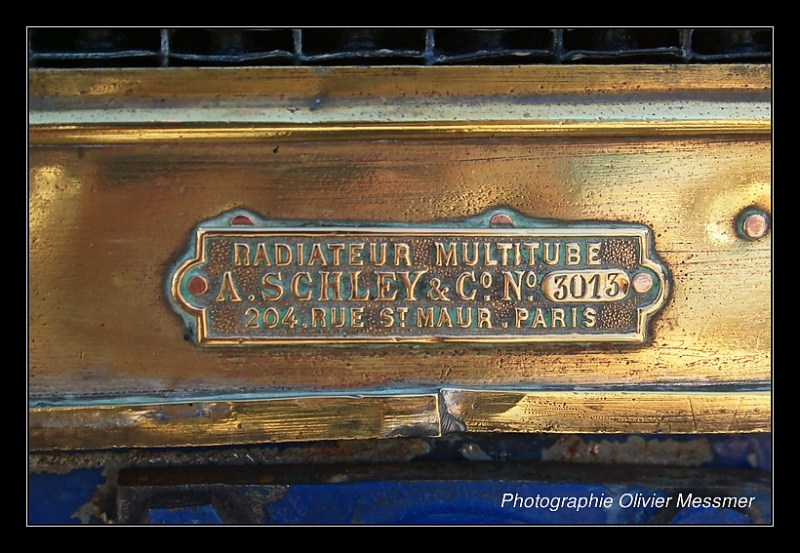 RADIATEUR MULTITUBE
A. SCHLEY & Cº Nº 3013
204. RUE ST MAUR. PARIS
Photographie Olivier Messmer